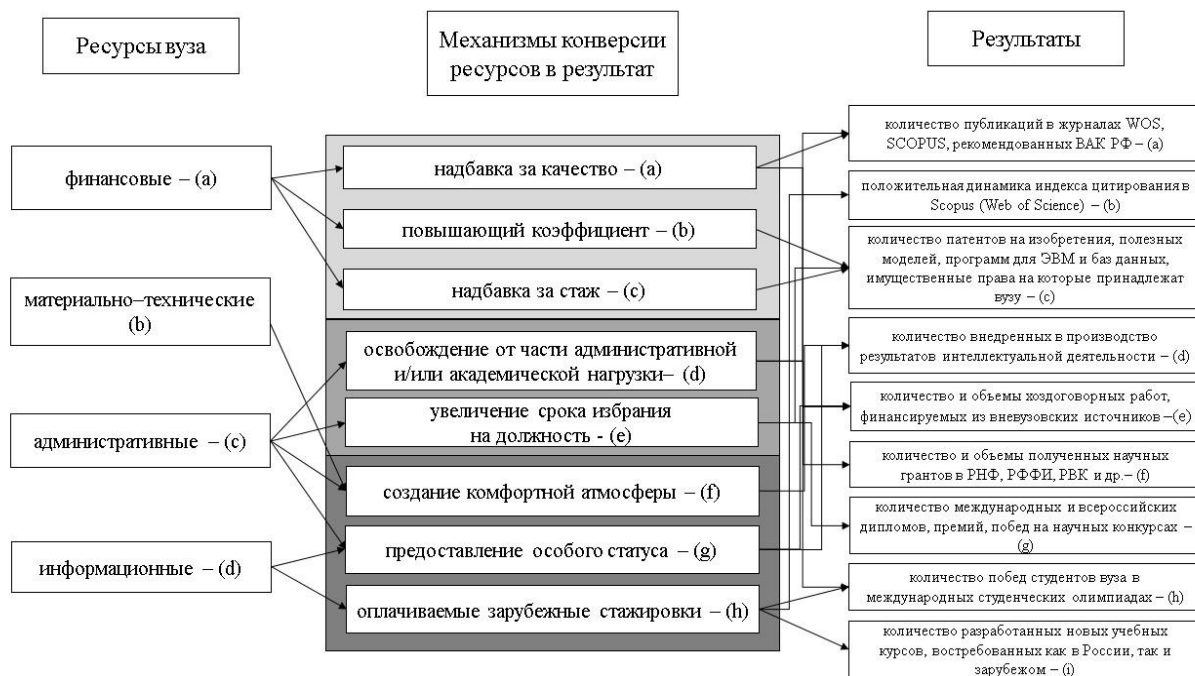 Ресурсы вуза
Механизмы конверсии
ресурсов в результат
Результаты
финансовые – (a)
материально–технические
(b)
административные – (c)
информационные – (d)
надбавка за качество – (a)
повышающий коэффициент – (b)
надбавка за стаж – (c)
освобождение от части административной
и/или академической нагрузки– (d)
увеличение срока избрания
на должность - (e)
создание комфортной атмосферы – (f)
предоставление особого статуса – (g)
оплачиваемые зарубежные стажировки – (h)
количество публикаций в журналах WOS,
SCOPUS, рекомендованных ВАК РФ – (a)
положительная динамика индекса цитирования в
Scopus (Web of Science) – (b)
количество патентов на изобретения, полезных
моделей, программ для ЭВМ и баз данных,
имущественные права на которые принадлежат
вузу – (c)
количество внедренных в производство
результатов интеллектуальной деятельности – (d)
количество и объемы хоздоговорных работ,
финансируемых из вневузовских источников –(e)
количество и объемы полученных научных
грантов в РНФ, РФФИ, РВК и др.– (f)
количество международных и всероссийских
дипломов, премий, побед на научных конкурсах –
(g)
количество побед студентов вуза в
международных студенческих олимпиадах – (h)
количество разработанных новых учебных
курсов, востребованных как в России, так и
зарубежом – (i)